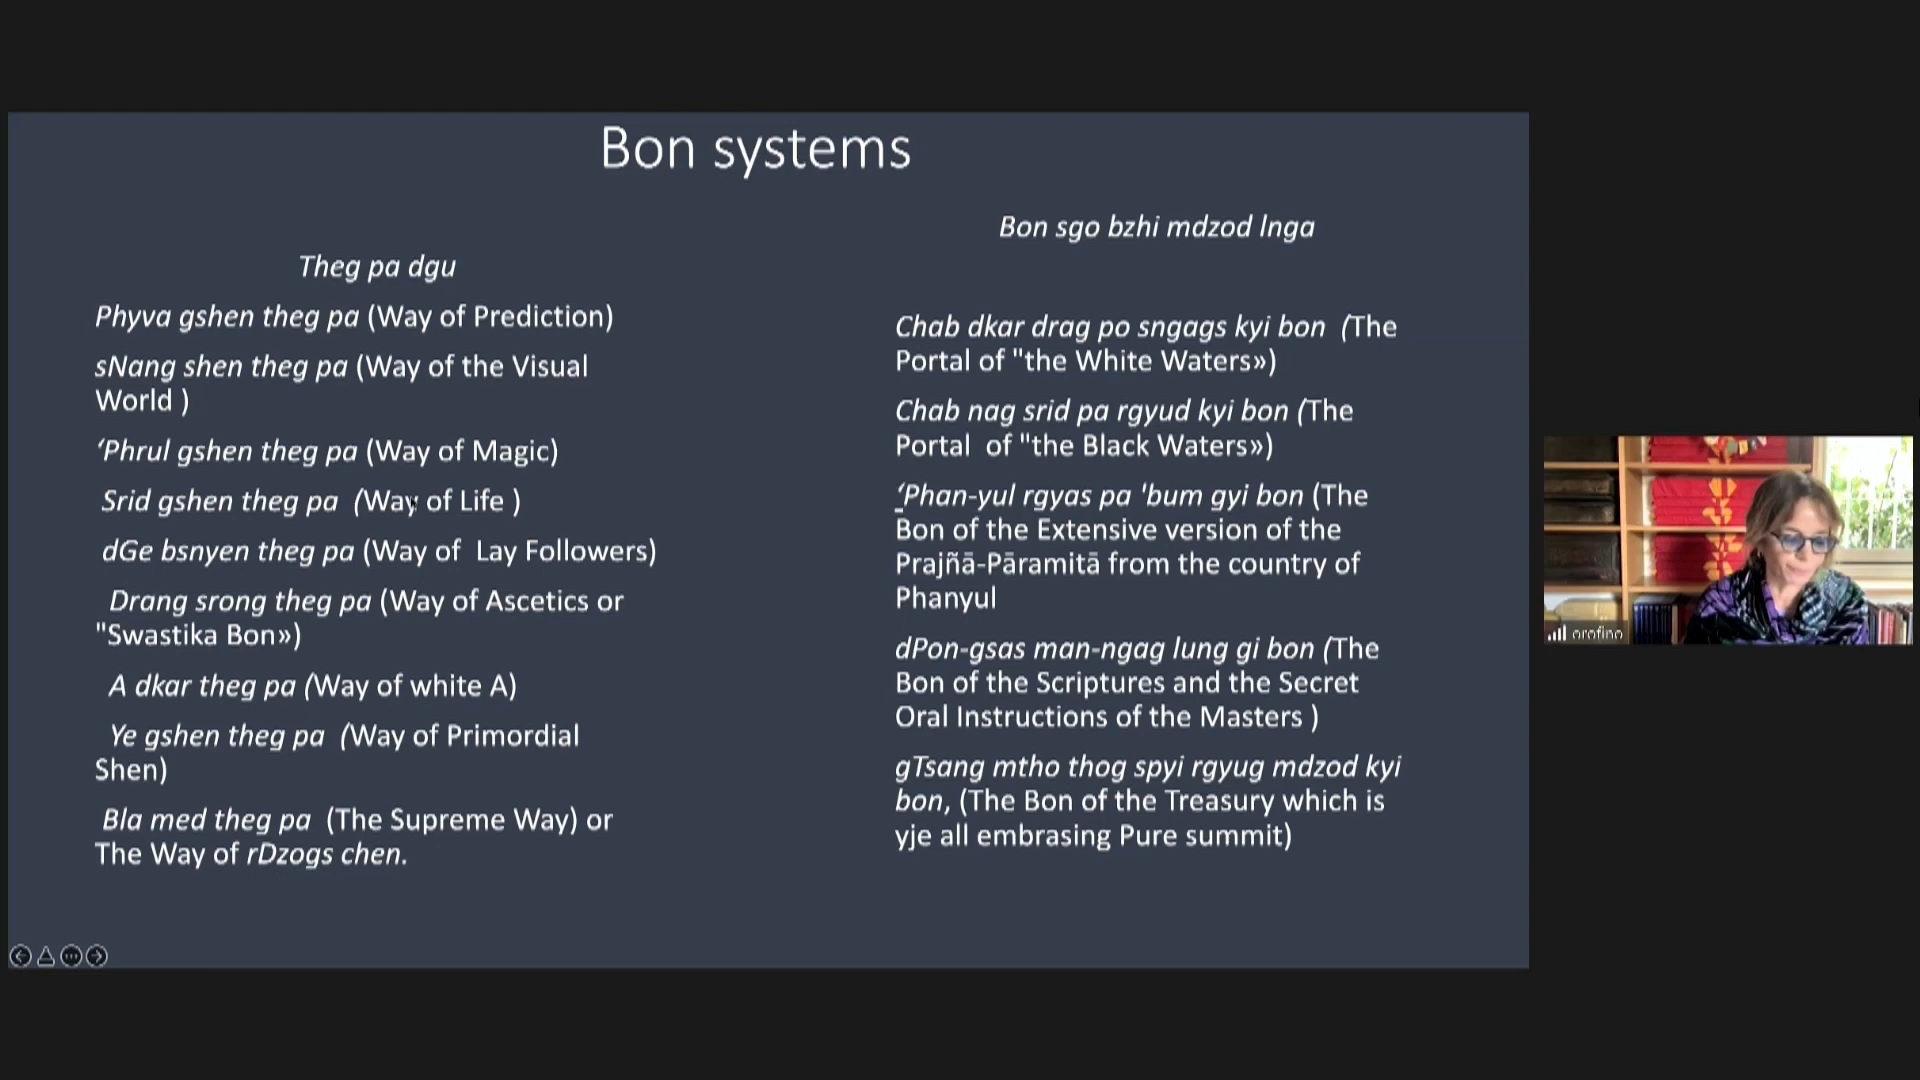 Bon systems
Theg pa dgu
Phyva gshen theg pa (Way of Prediction)
sNang shen theg pa (Way of the Visual
World )
‘Phrul gshen theg pa (Way of Magic)
Srid gshen theg pa (Way of Life )
dGe bsnyen theg pa (Way of Lay Followers)
Drang srong theg pa (Way of Ascetics or
"Swastika Bon»)
A dkar theg pa (Way of white A)
Ye gshen theg pa (Way of Primordial
Shen)
Bla med theg pa (The Supreme Way) or
The Way of rDzogs chen.
Bon sgo bzhi mdzod lnga
Chab dkar drag po sngags kyi bon (The
Portal of "the White Waters»)
Chab nag srid pa rgyud kyi bon (The
Portal of "the Black Waters»)
‘Phan-yul rgyas pa 'bum gyi bon (The
Bon of the Extensive version of the
Prajñā-Pāramitā from the country of
Phanyul
dPon-gsas man-ngag lung gi bon (The
Bon of the Scriptures and the Secret
Oral Instructions of the Masters )
gTsang mtho thog spyi rgyug mdzod kyi
bon, (The Bon of the Treasury which is
yje all embrasing Pure summit)
orofino